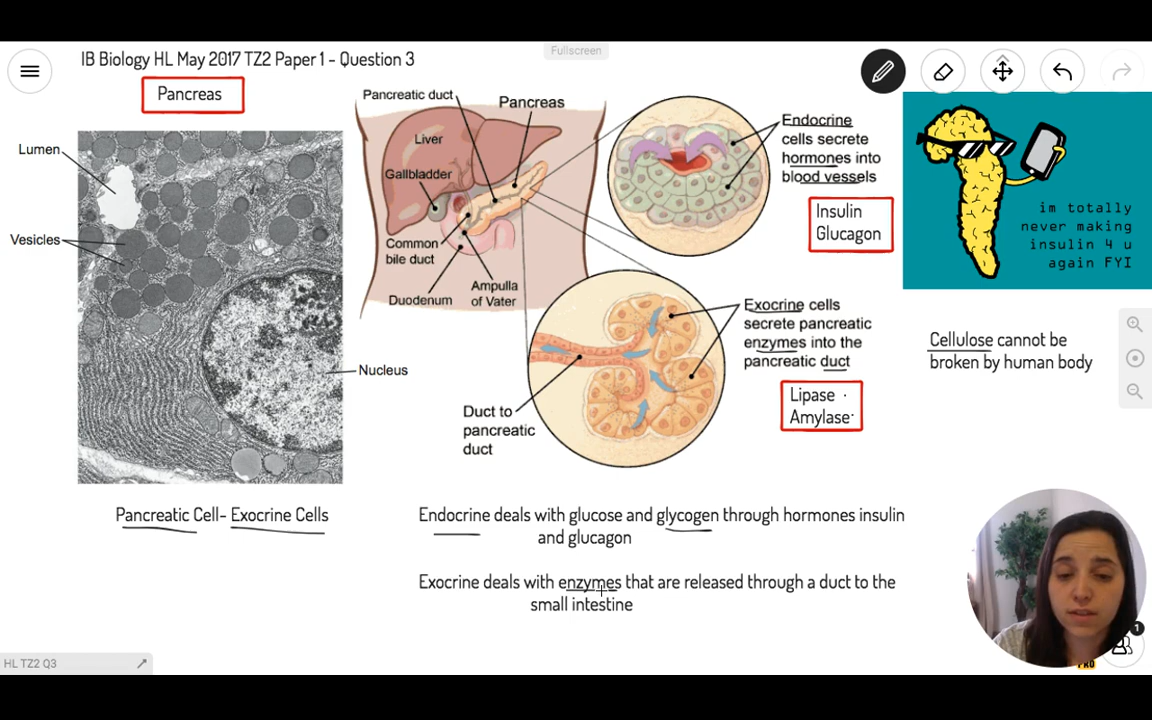 Fullscreen
IB Biology HL May 2017 TZ2 Paper 1 - Question 3
Pancreas
Lumen
Vesicles
Nucleus
Pancreatic Cell- Exocrine Cells
Pancreatic duct
Pancreas
Liver
Gallbladder
Common
bile duct
Duodenum
Ampulla
of Vater
Endocrine
cells secrete
hormones into
blood vessels
Insulin
Glucagon
Exocrine cells
secrete pancreatic
enzymes into the
pancreatic duct
Lipase
Amylase
Duct to
pancreatic
duct
im totally
never making
insulin 4 u
again FYI
Cellulose cannot be
broken by human body
Endocrine deals with glucose and glycogen through hormones insulin
and glucagon
Exocrine deals with enzymes that are released through a duct to the
small intestine
HL TZ2 Q3
1
PRO